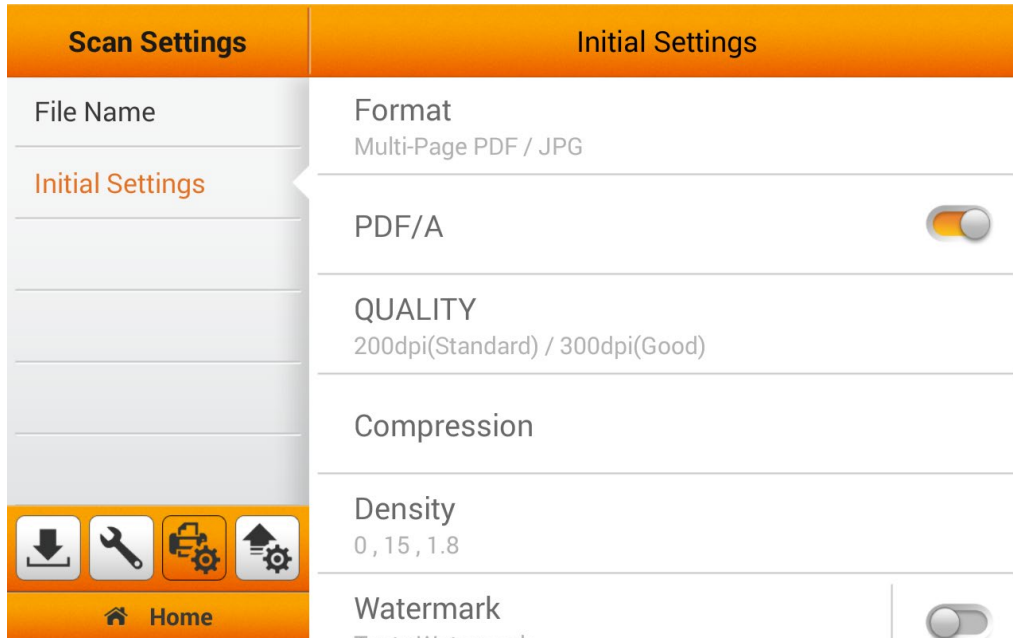 Scan Settings
Initial Settings
File Name
Initial Settings
Format
Multi-Page PDF / JPG
PDF/A
QUALITY
200dpi(Standard) / 300dpi(Good)
Compression
Density
0 , 15 , 1.8
Watermark
Home